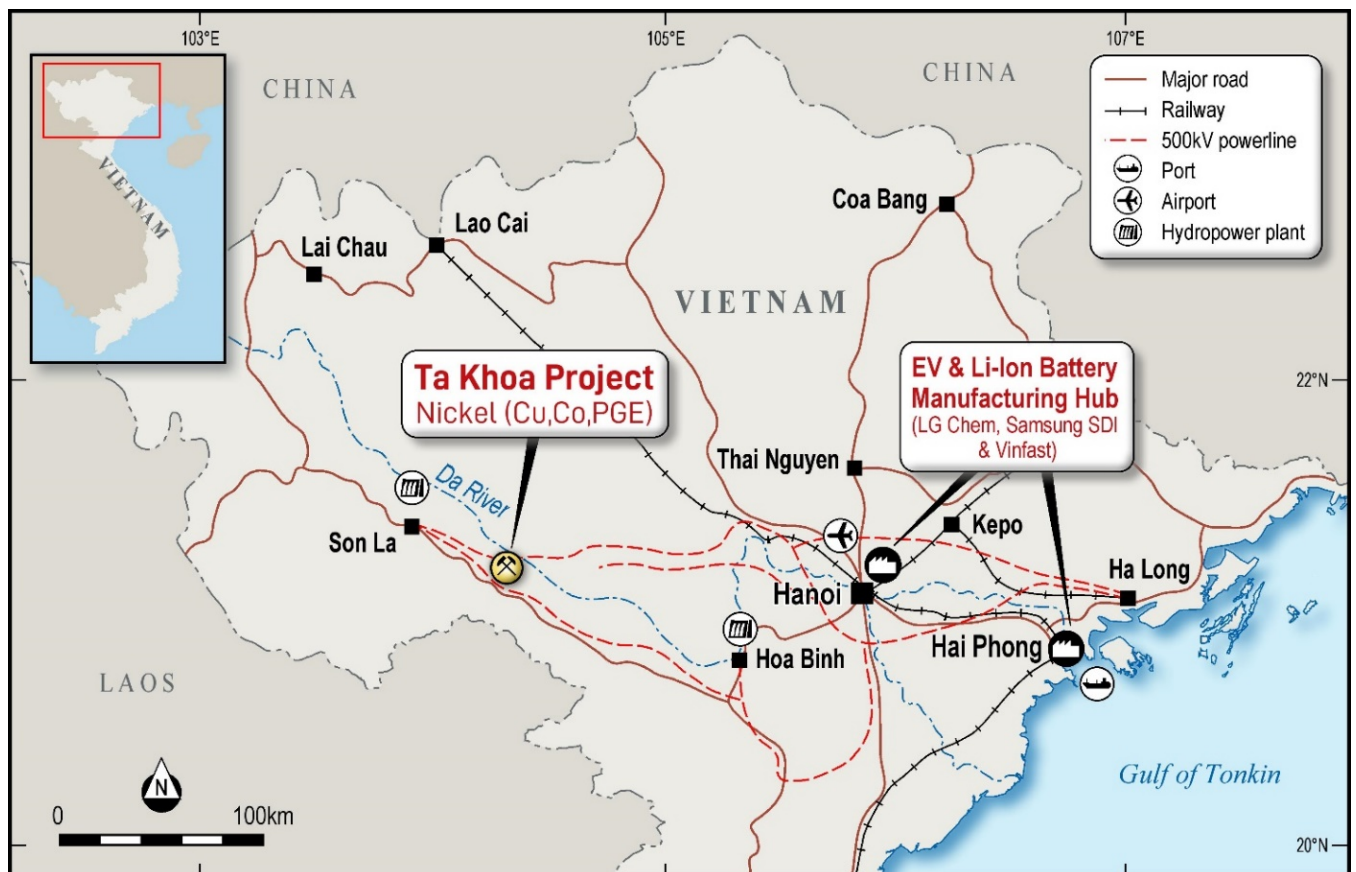 103°E
105°E
107°E
CHINA
CHINA
VIETNAM
Major road
Railway
500kV powerline
Port
Airport
Hydropower plant
Coa Bang
Lao Cai
Lai Chau
VIETNAM
Ta Khoa Project
Nickel (Cu,Co,PGE)
EV & Li-Ion Battery
Manufacturing Hub
(LG Chem, Samsung SDI
& Vinfast)
22°N
Thai Nguyen
Da River
Son La
Kepo
Ha Long
Hanoi
Hai Phong
Hoa Binh
LAOS
Gulf of Tonkin
N
0
100km
20°N